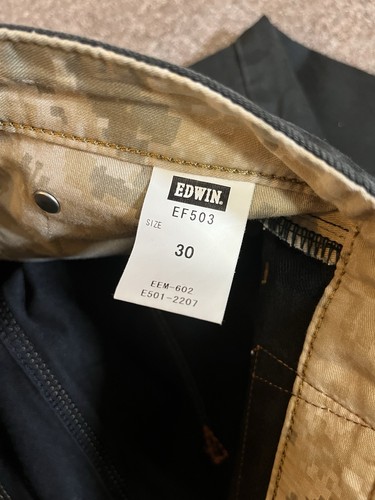 EDWIN.
EF503
SIZE
30
EEM-602
E501-2207